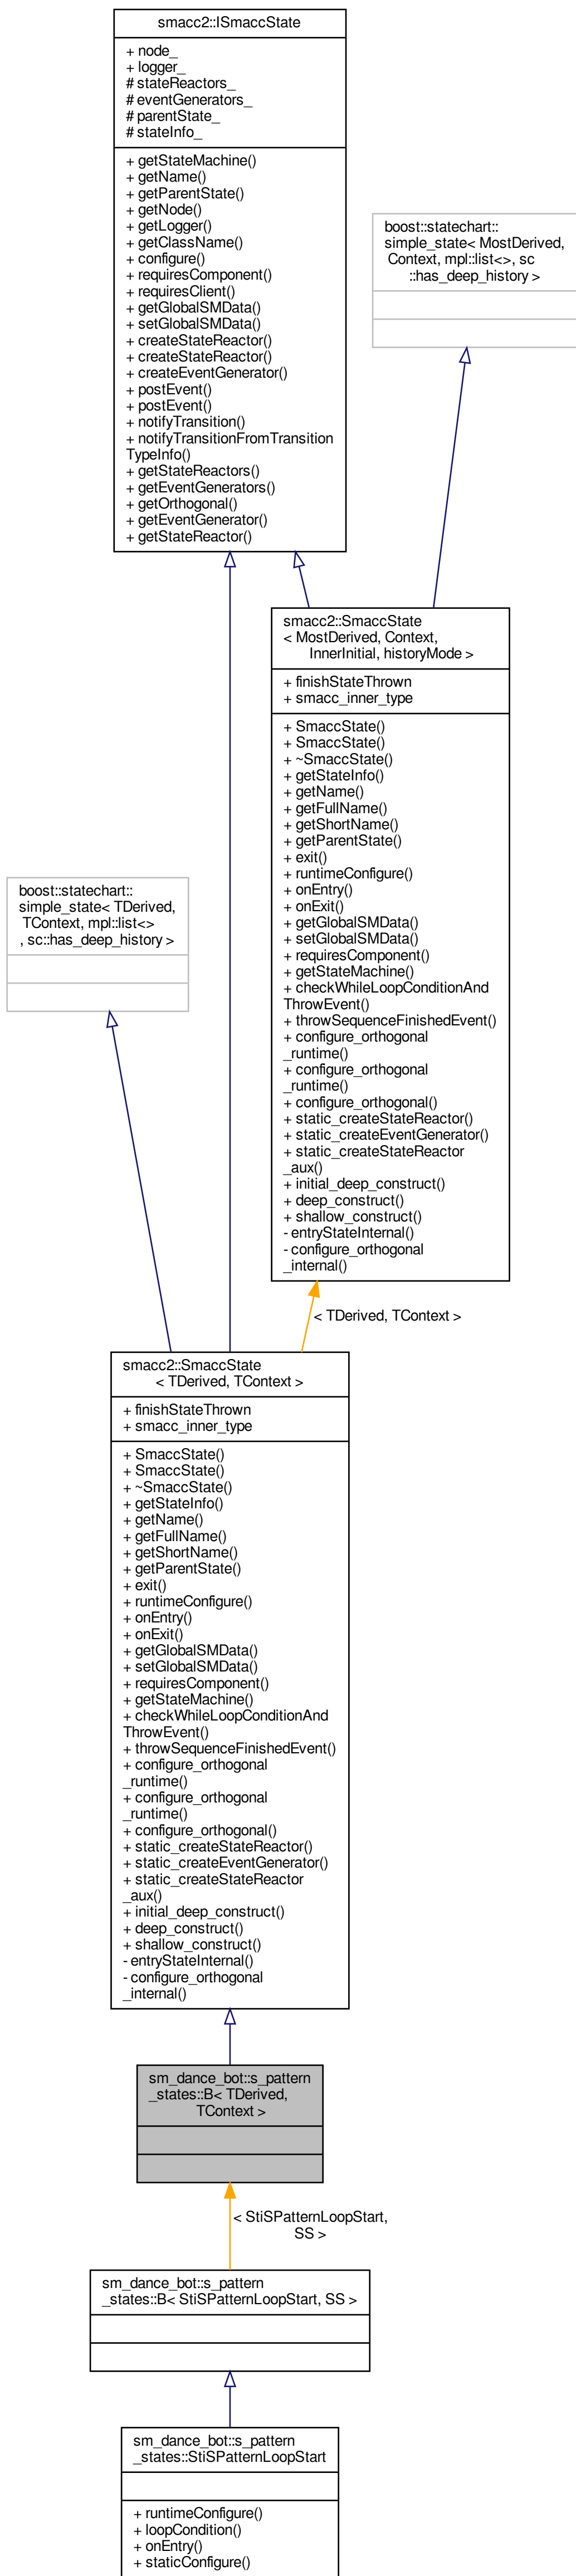 smacc2::ISmaccState
+ node_
+ logger_
# stateReactors_
# eventGenerators_
# parentState_
# stateInfo_
+ getStateMachine()
+ getName()
+ getParentState()
+ getNode()
+ getLogger()
+ getClassName()
+ configure()
+ requiresComponent()
+ requiresClient()
+ getGlobalSMData()
+ setGlobalSMData()
+ createStateReactor()
+ createStateReactor()
+ createEventGenerator()
+ postEvent()
+ postEvent()
+ notifyTransition()
+ notifyTransitionFromTransition
TypeInfo()
+ getStateReactors()
+ getEventGenerators()
+ getOrthogonal()
+ getEventGenerator()
+ getStateReactor()
boost::statechart::
simple_state< MostDerived,
Context, mpl::list<>, sc
::has_deep_history >
smacc2::SmaccState
< MostDerived, Context,
InnerInitial, historyMode >
+ finishStateThrown
+ smacc_inner_type
+ SmaccState()
+ SmaccState()
+ ~SmaccState()
+ getStateInfo()
+ getName()
+ getFullName()
+ getShortName()
+ getParentState()
+ exit()
+ runtimeConfigure()
+ onEntry()
+ onExit()
+ getGlobalSMData()
+ setGlobalSMData()
+ requiresComponent()
+ getStateMachine()
+ checkWhileLoopConditionAnd
ThrowEvent()
+ throwSequenceFinishedEvent()
+ configure_orthogonal
_runtime()
+ configure_orthogonal
_runtime()
+ configure_orthogonal()
+ static_createStateReactor()
+ static_createEventGenerator()
+ static_createStateReactor
_aux()
+ initial_deep_construct()
+ deep_construct()
+ shallow_construct()
- entryStateInternal()
- configure_orthogonal
_internal()
boost::statechart::
simple_state< TDerived,
TContext, mpl::list<>
, sc::has_deep_history >
< TDerived, TContext >
smacc2::SmaccState
< TDerived, TContext >
+ finishStateThrown
+ smacc_inner_type
+ SmaccState()
+ SmaccState()
+ ~SmaccState()
+ getStateInfo()
+ getName()
+ getFullName()
+ getShortName()
+ getParentState()
+ exit()
+ runtimeConfigure()
+ onEntry()
+ onExit()
+ getGlobalSMData()
+ setGlobalSMData()
+ requiresComponent()
+ getStateMachine()
+ checkWhileLoopConditionAnd
ThrowEvent()
+ throwSequenceFinishedEvent()
+ configure_orthogonal
_runtime()
+ configure_orthogonal
_runtime()
+ configure_orthogonal()
+ static_createStateReactor()
+ static_createEventGenerator()
+ static_createStateReactor
_aux()
+ initial_deep_construct()
+ deep_construct()
+ shallow_construct()
- entryStateInternal()
- configure_orthogonal
_internal()
sm_dance_bot::s_pattern
_states::B< TDerived,
TContext >
< StiSPatternLoopStart,
SS >
sm_dance_bot::s_pattern
_states::B< StiSPatternLoopStart, SS >
sm_dance_bot::s_pattern
_states::StiSPatternLoopStart
+ runtimeConfigure()
+ loopCondition()
+ onEntry()
+ staticConfigure()